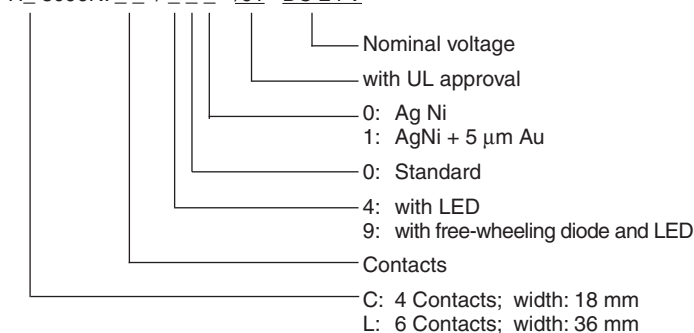 Nominal voltage
with UL approval
0: Ag Ni
1: AgNi + 5 µm Au
0: Standard
4: with LED
9: with free-wheeling diode and LED
Contacts
C: 4 Contacts; width: 18 mm
L: 6 Contacts; width: 36 mm